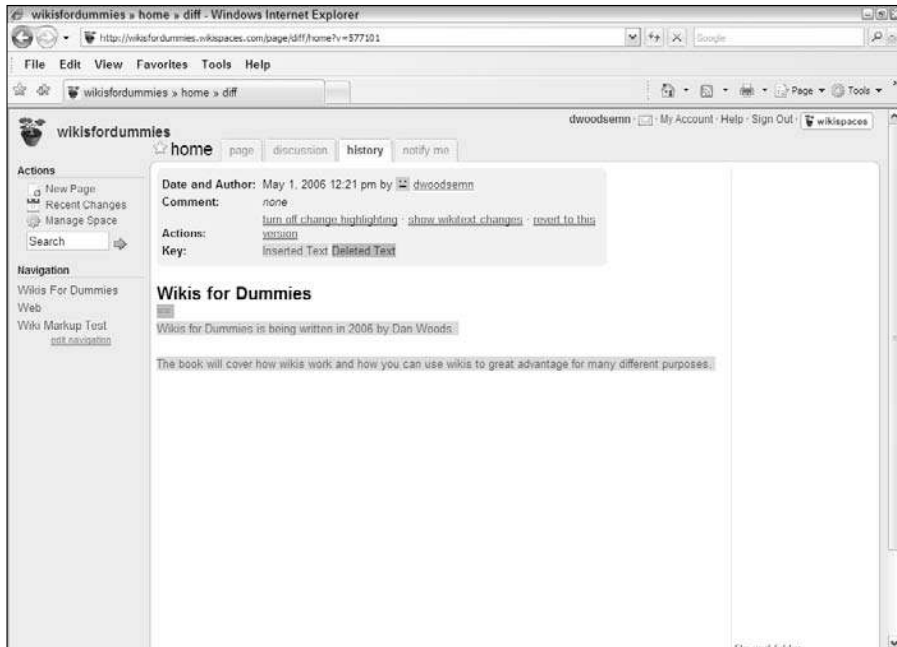 wikisfordummies » home » diff - Windows Internet Explorer
http://wikisfordummies.wikispaces.com/page/diff/home?v=577101
Google
File Edit View Favorites Tools Help
wikisfordummies » home » diff
Page Tools
dwoodsemn · My Account · Help · Sign Out · wikispaces
wikisfordummies
home page discussion history notify me
Actions
New Page
Recent Changes
Manage Space
Search
Navigation
Wikis For Dummies
Web
Wiki Markup Test
edit navigation
Date and Author: May 1, 2006 12:21 pm by dwoodsemn
Comment: none
Actions: turn off change highlighting · show wikitext changes · revert to this
version
Key: Inserted Text Deleted Text
Wikis for Dummies
Wikis for Dummies is being written in 2006 by Dan Woods.
The book will cover how wikis work and how you can use wikis to great advantage for many different purposes.